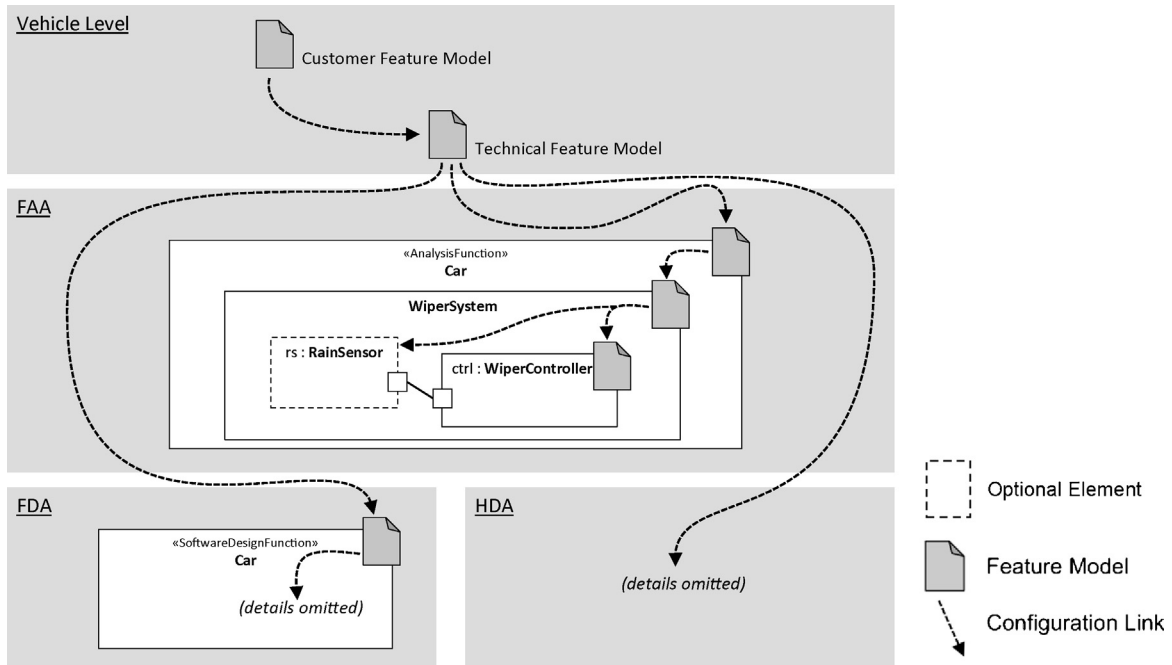 Vehicle Level
Customer Feature Model
Technical Feature Model
FAA
«AnalysisFunction»
Car
WiperSystem
rs : RainSensor
ctrl : WiperController
FDA
«SoftwareDesignFunction»
Car
(details omitted)
HDA
(details omitted)
Optional Element
Feature Model
Configuration Link